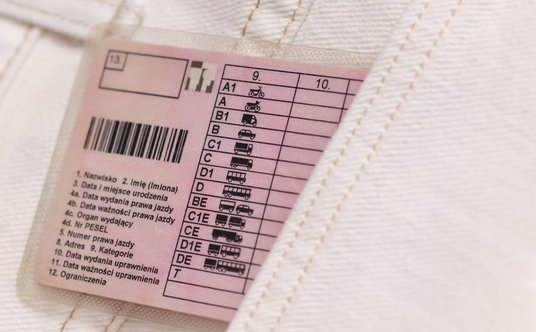 13.
9.
10.
A1
A
B1
B
C1
C
D1
D
BE
C1E
CE
D1E
DE
T
1. Nazwisko 2. Imię (Imiona)
3. Data i miejsce urodzenia
4a. Data wydania prawa jazdy
4b. Data ważności prawa jazdy
4c. Organ wydający
4d. Nr PESEL
5. Numer prawa jazdy
8. Adres 9. Kategorie
10. Data wydania uprawnienia
11. Data ważności uprawnienia
12. Ograniczenia